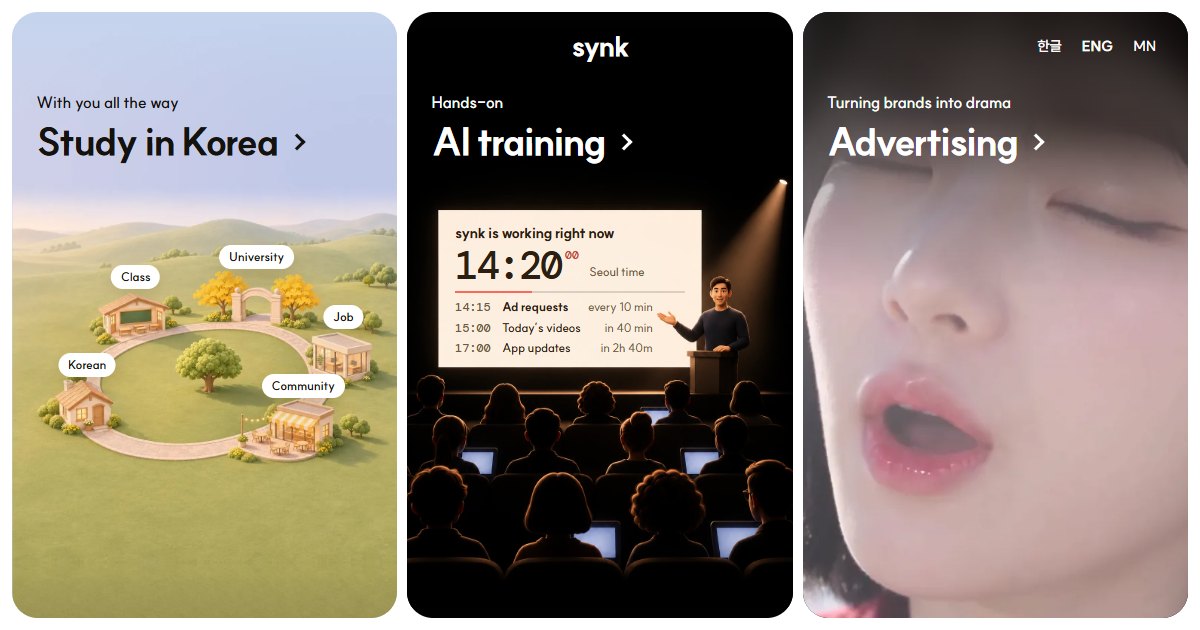 With you all the way
Study in Korea
University
Class
Job
Korean
Community
synk
Hands-on
AI training
synk is working right now
14:20 00
Seoul time
14:15 Ad requests every 10 min
15:00 Today's videos in 40 min
17:00 App updates in 2h 40m
한글 ENG MN
Turning brands into drama
Advertising